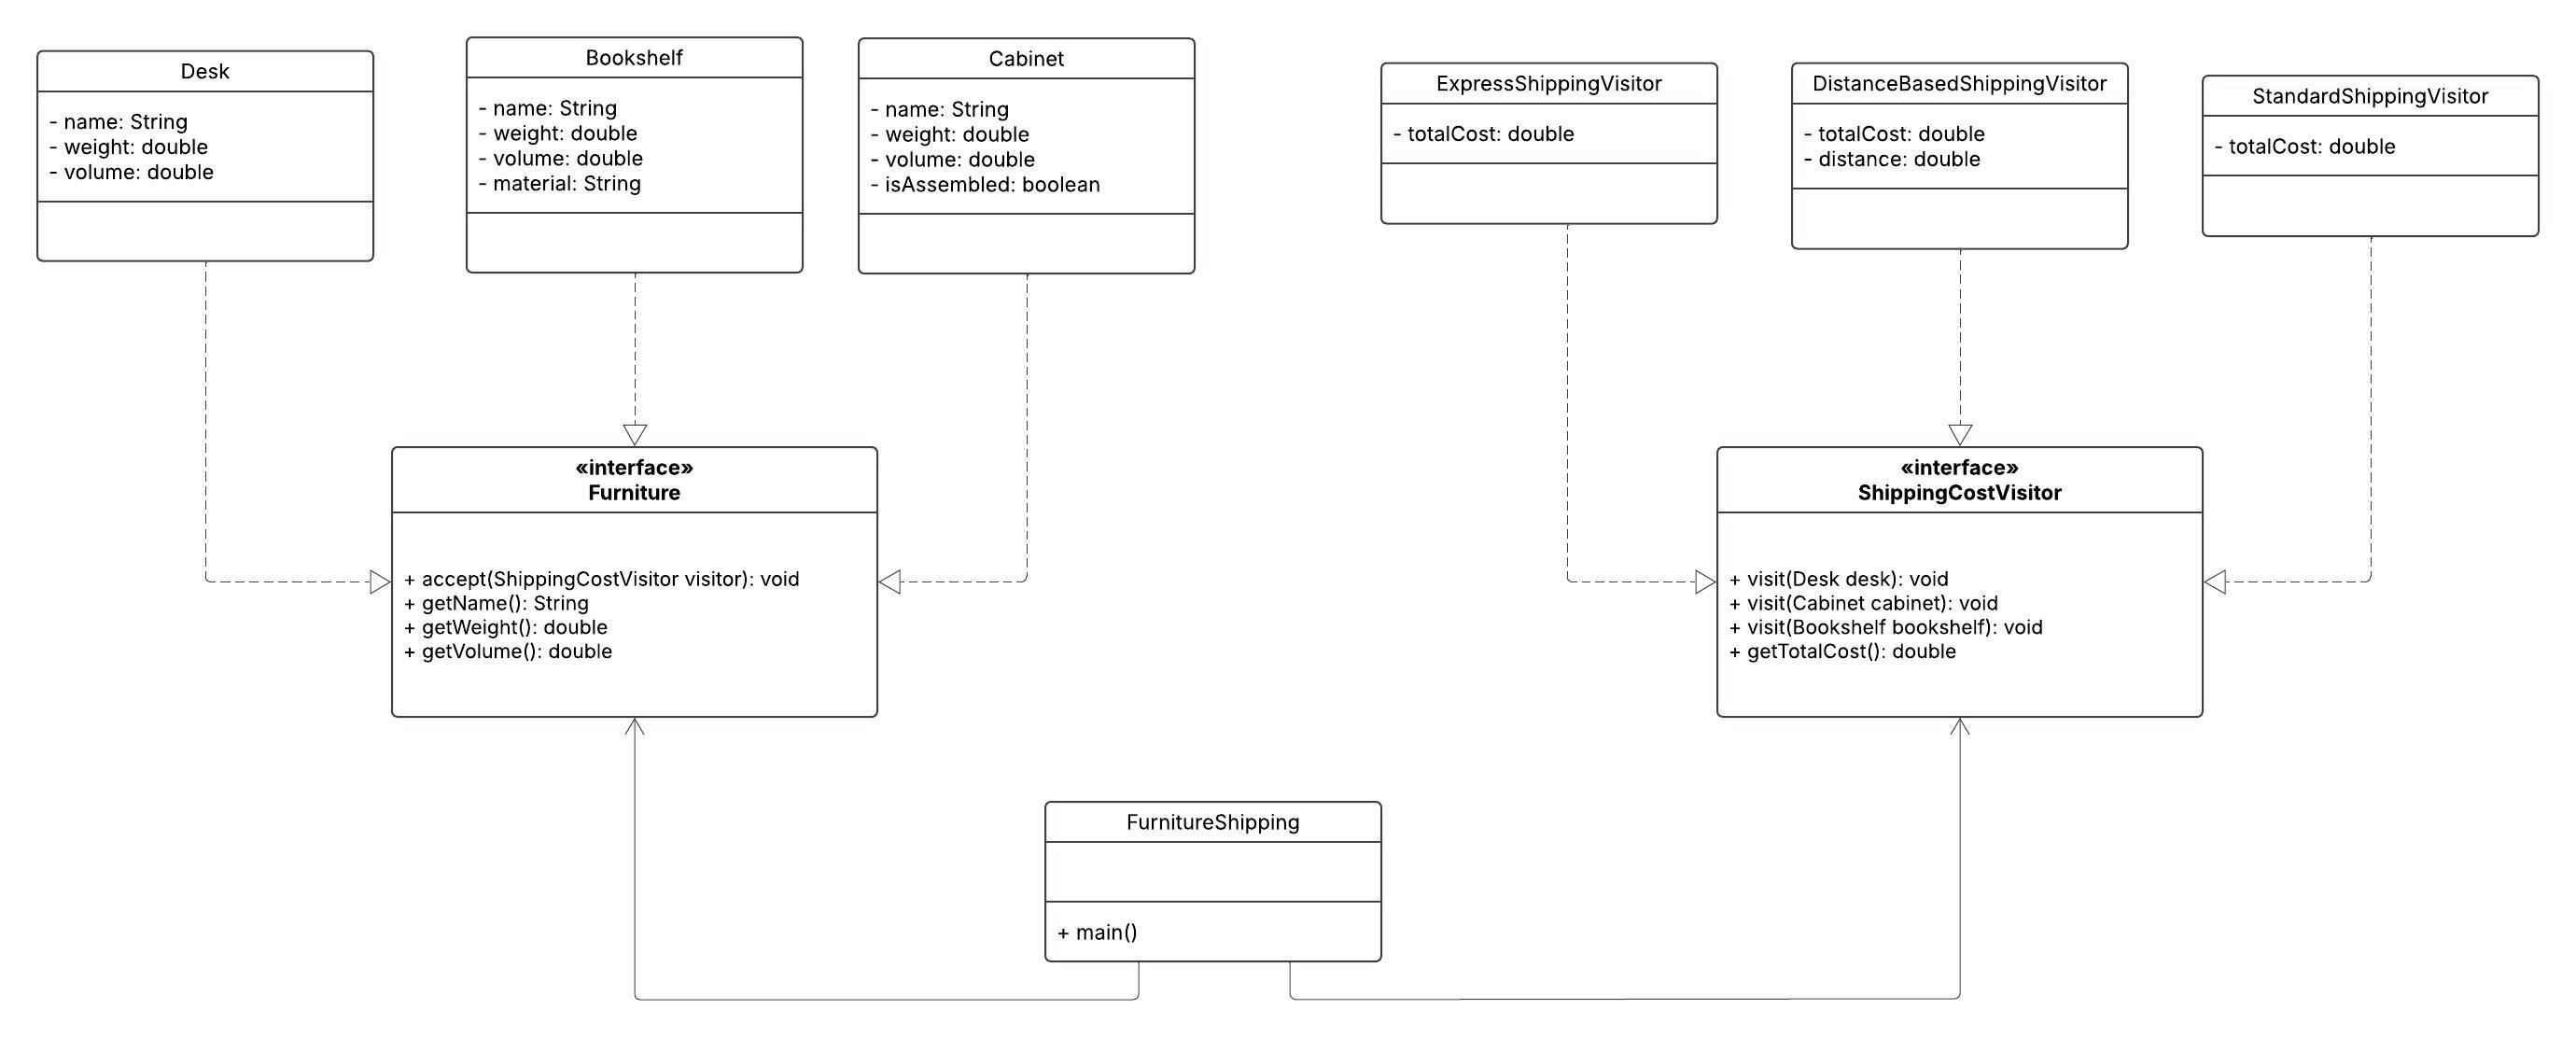 Desk
- name: String
- weight: double
- volume: double
Bookshelf
- name: String
- weight: double
- volume: double
- material: String
Cabinet
- name: String
- weight: double
- volume: double
- isAssembled: boolean
ExpressShippingVisitor
- totalCost: double
DistanceBasedShippingVisitor
- totalCost: double
- distance: double
StandardShippingVisitor
- totalCost: double
«interface»
Furniture
+ accept(ShippingCostVisitor visitor): void
+ getName(): String
+ getWeight(): double
+ getVolume(): double
«interface»
ShippingCostVisitor
+ visit(Desk desk): void
+ visit(Cabinet cabinet): void
+ visit(Bookshelf bookshelf): void
+ getTotalCost(): double
FurnitureShipping
+ main()